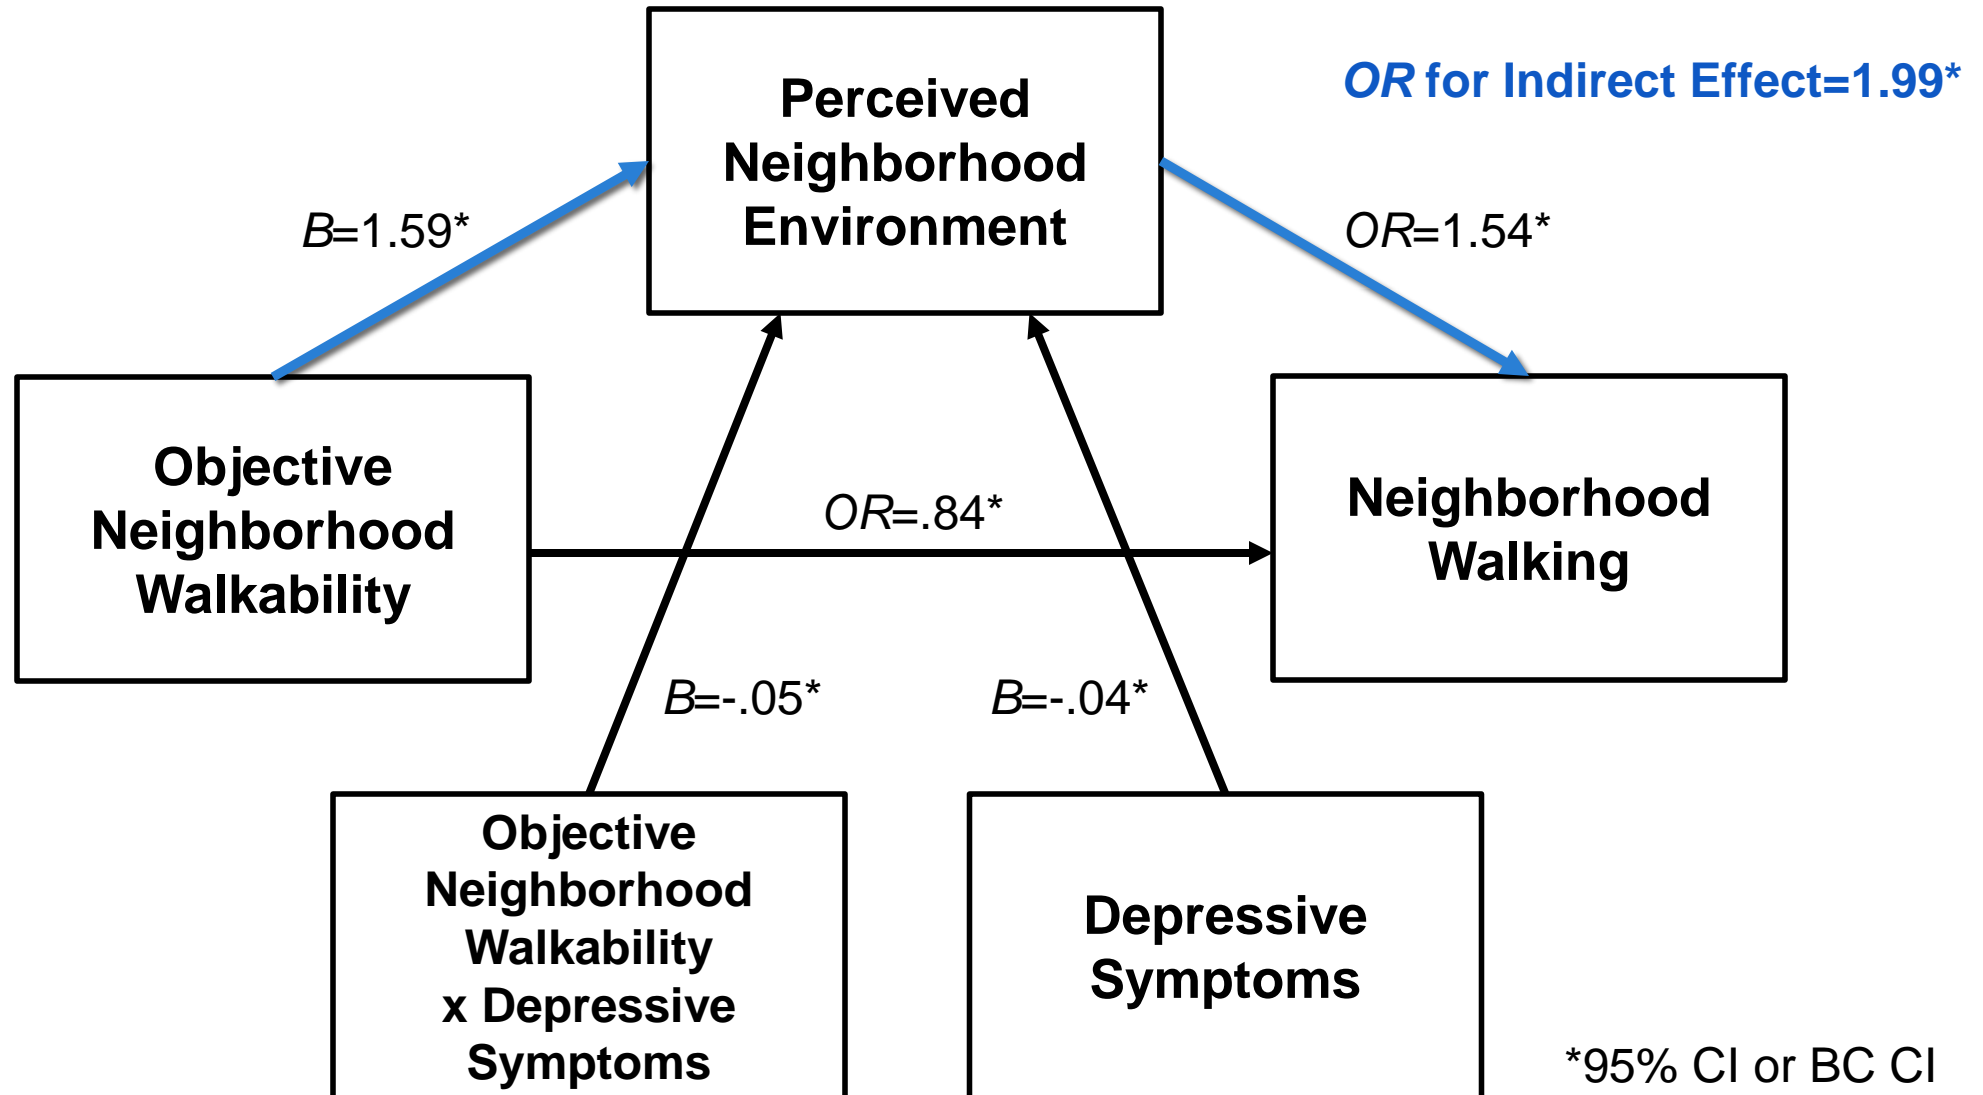 Perceived
Neighborhood
Environment
OR for Indirect Effect=1.99*
B=1.59*
OR=1.54*
Objective
Neighborhood
Walkability
OR=.84*
Neighborhood
Walking
B=-.05*
B=-.04*
Objective
Neighborhood
Walkability
x Depressive
Symptoms
Depressive
Symptoms
*95% CI or BC CI